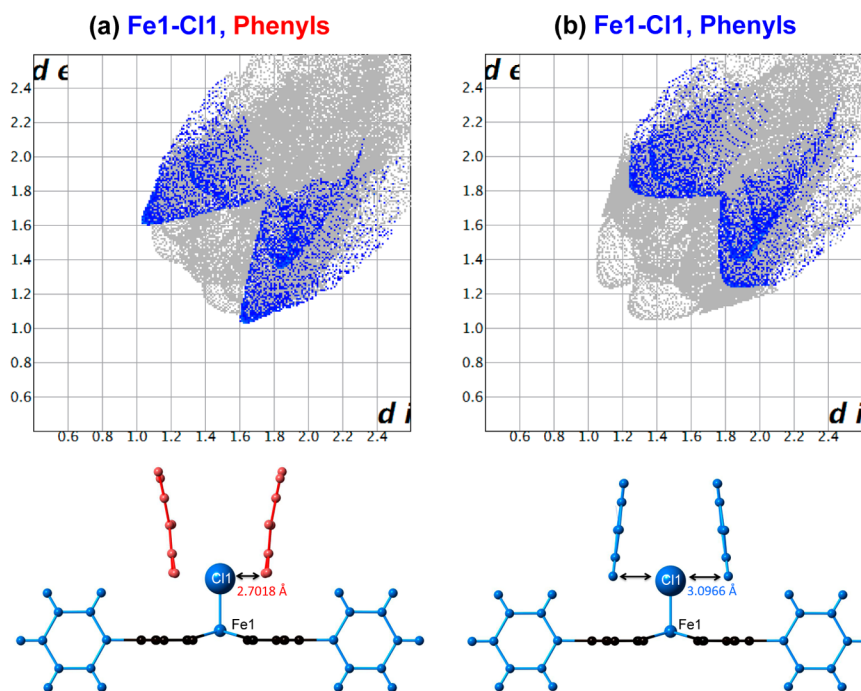 (a) Fe1-Cl1, Phenyls
(b) Fe1-Cl1, Phenyls
d e
2.4
2.2
2.0
1.8
1.6
1.4
1.2
1.0
0.8
0.6
d i
0.6 0.8 1.0 1.2 1.4 1.6 1.8 2.0 2.2 2.4
d e
2.4
2.2
2.0
1.8
1.6
1.4
1.2
1.0
0.8
0.6
d i
0.6 0.8 1.0 1.2 1.4 1.6 1.8 2.0 2.2 2.4
Cl1
2.7018 Å
Fe1
Cl1
3.0966 Å
Fe1